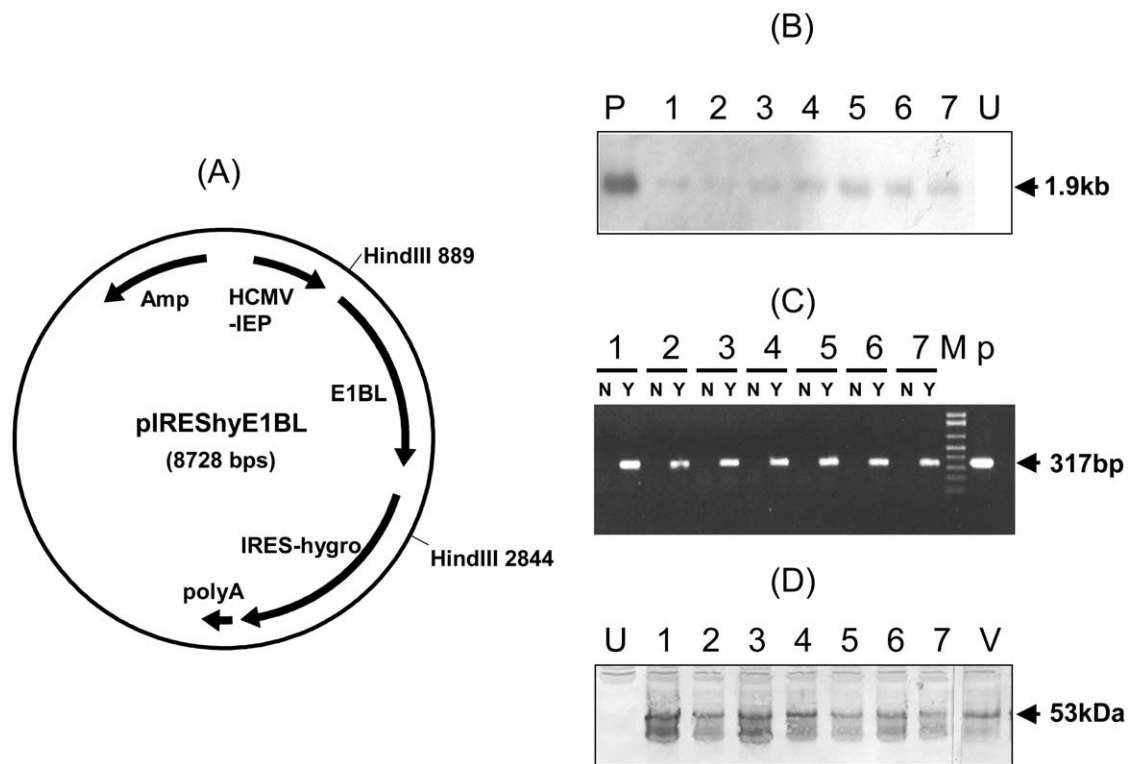 (A)
HindIII 889
Amp
HCMV
-IEP
E1BL
pIREShyE1BL
(8728 bps)
IRES-hygro
HindIII 2844
polyA
(B)
P 1 2 3 4 5 6 7 U
1.9kb
(C)
1 2 3 4 5 6 7 M p
N Y N Y N Y N Y N Y N Y N Y
317bp
(D)
U 1 2 3 4 5 6 7 V
53kDa